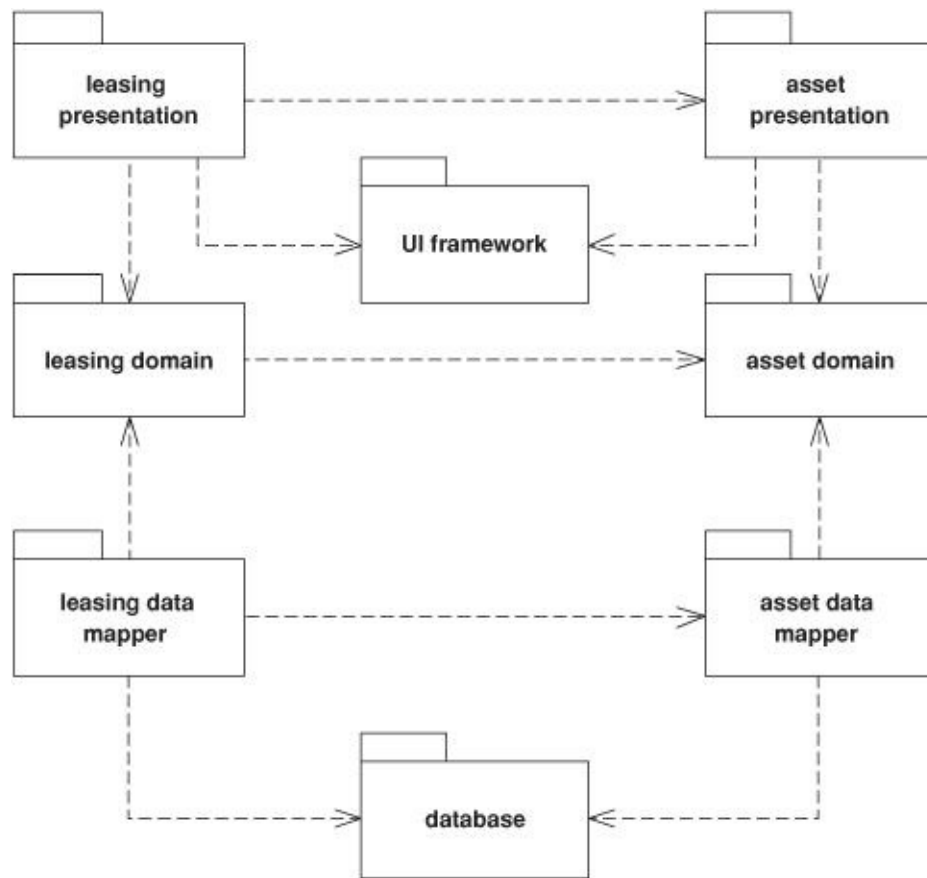 leasing
presentation
asset
presentation
UI framework
leasing domain
asset domain
leasing data
mapper
asset data
mapper
database